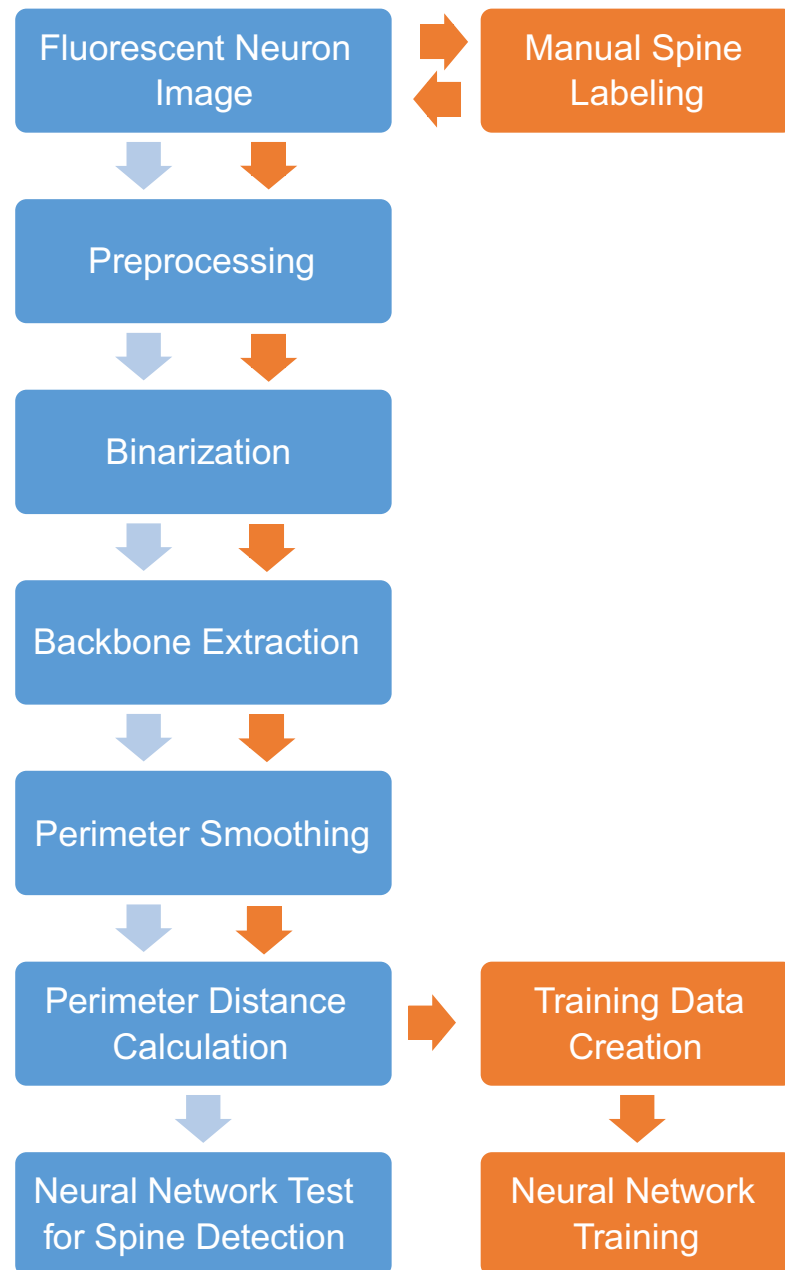 Fluorescent Neuron
Image
Manual Spine
Labeling
Preprocessing
Binarization
Backbone Extraction
Perimeter Smoothing
Perimeter Distance
Calculation
Training Data
Creation
Neural Network Test
for Spine Detection
Neural Network
Training